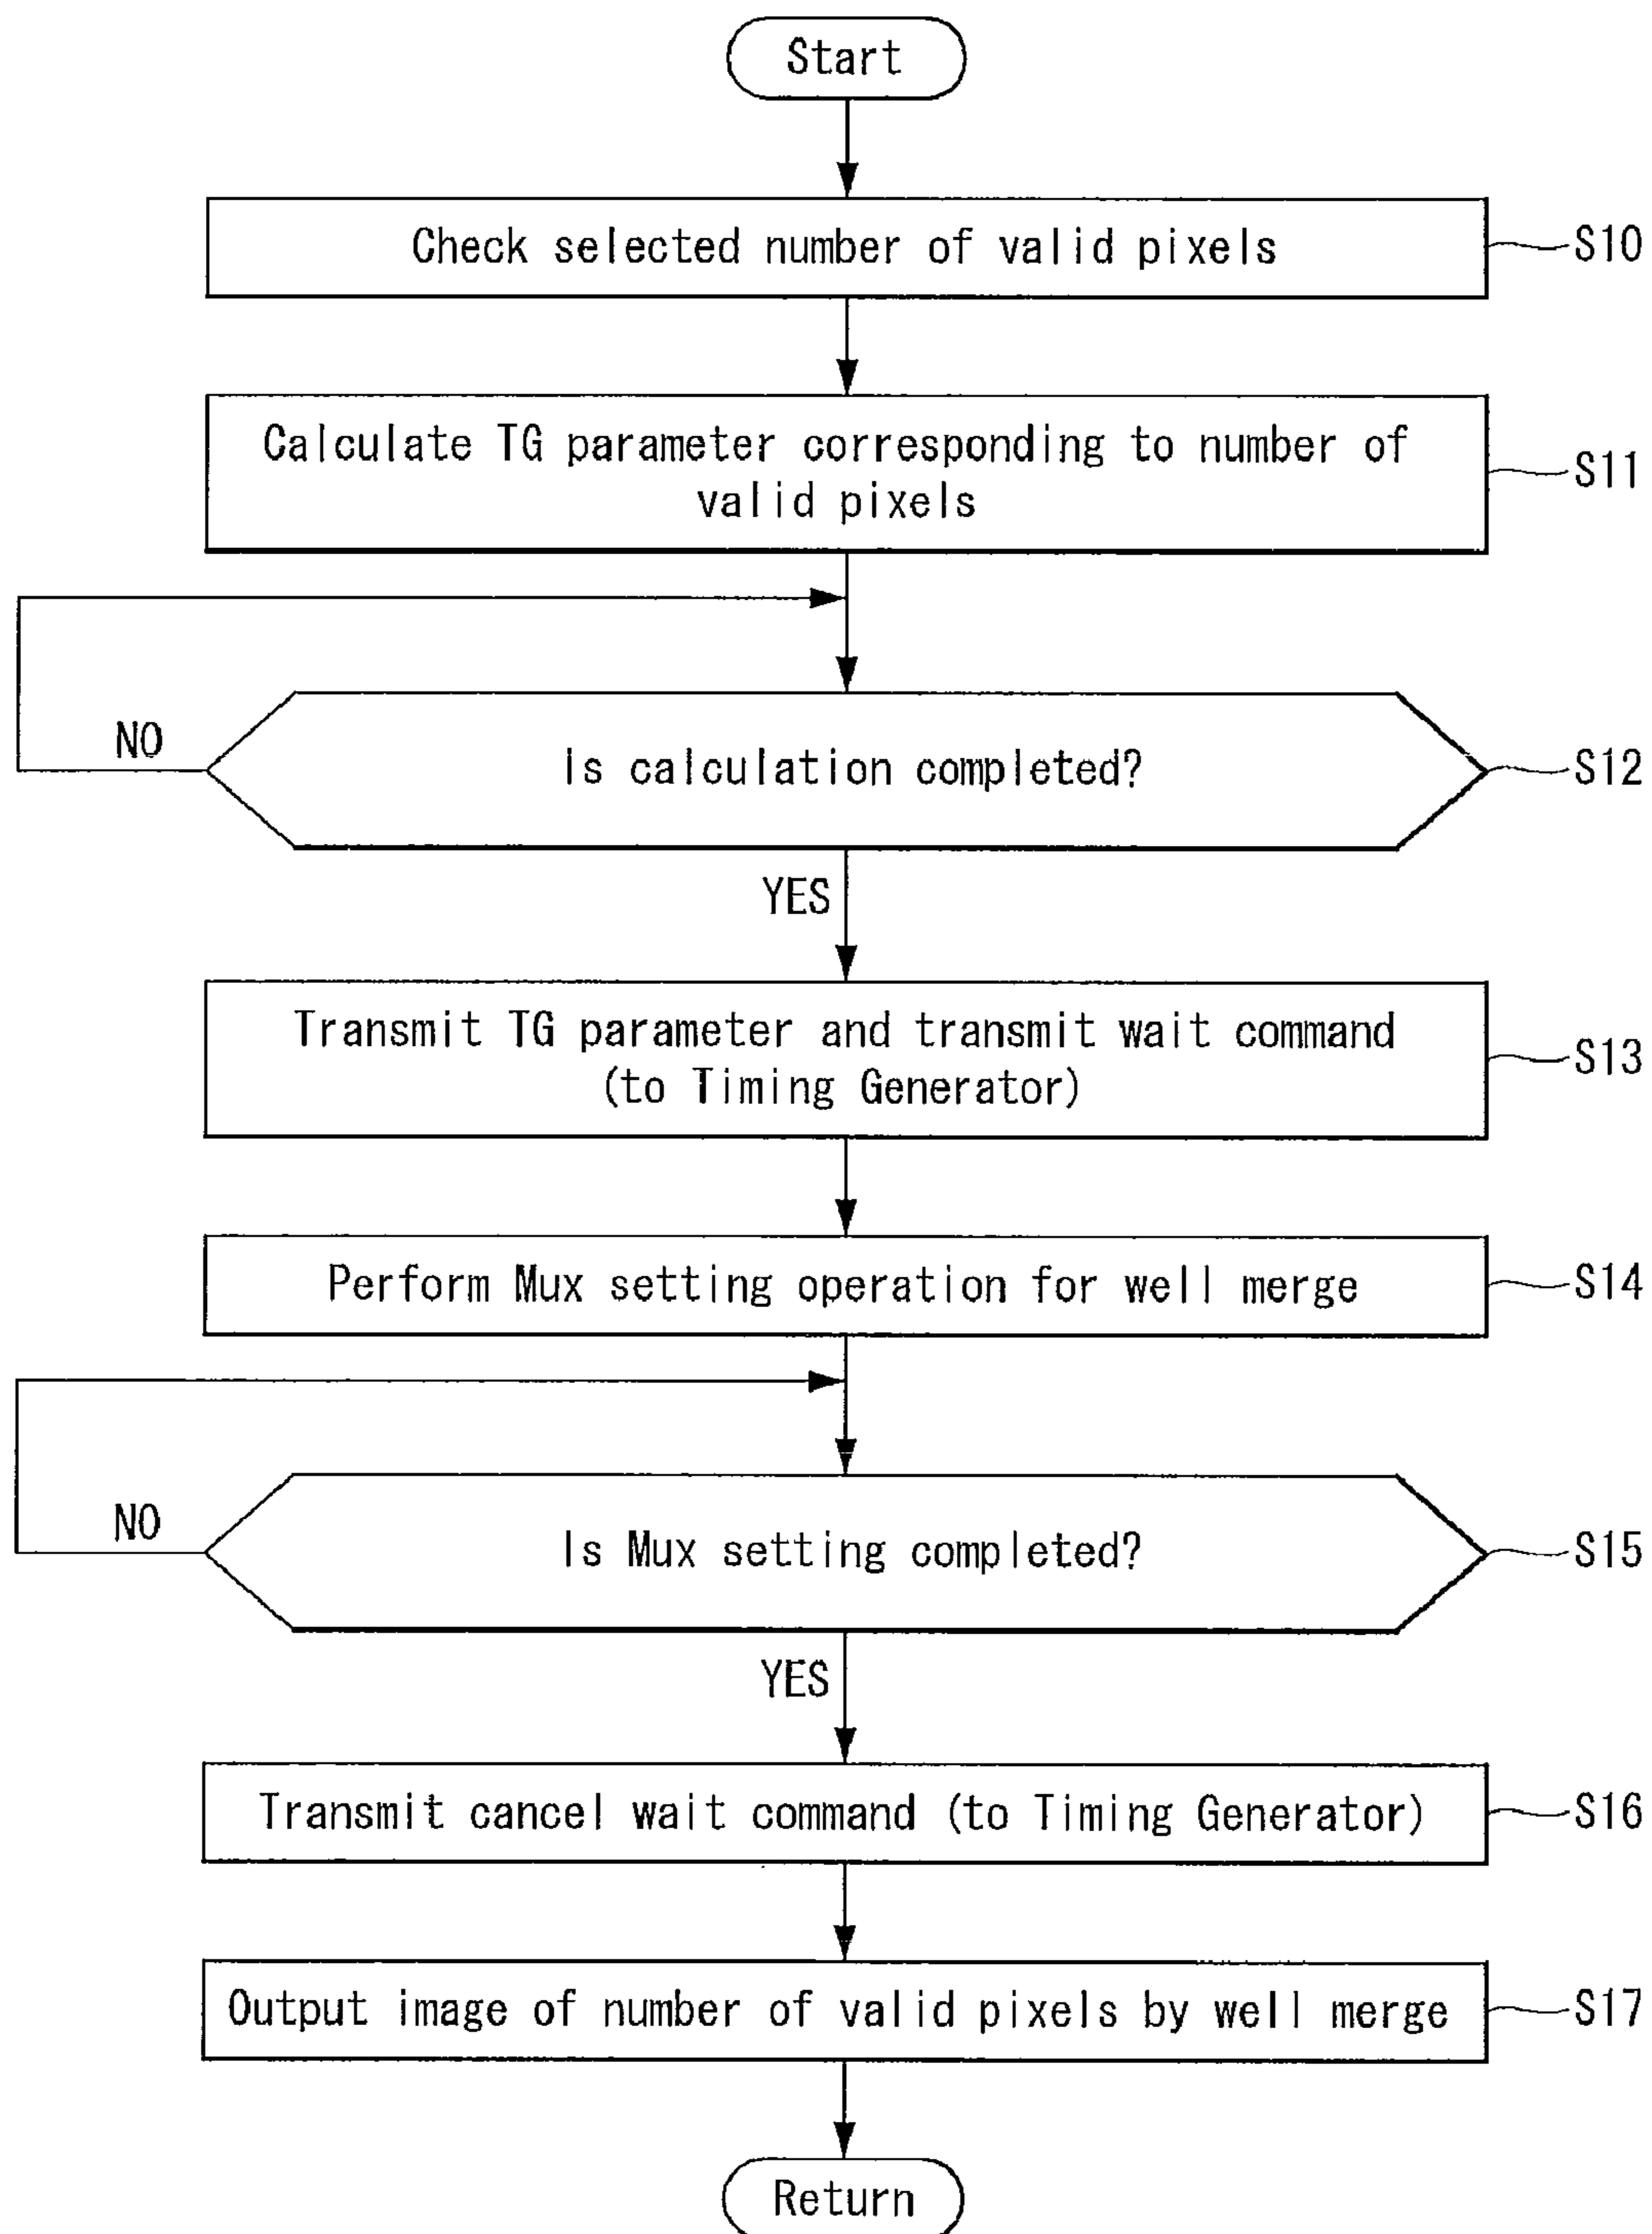 Start
Check selected number of valid pixels
S10
Calculate TG parameter corresponding to number of
valid pixels
S11
NO
Is calculation completed?
S12
YES
Transmit TG parameter and transmit wait command
(to Timing Generator)
S13
Perform Mux setting operation for well merge
S14
NO
Is Mux setting completed?
S15
YES
Transmit cancel wait command (to Timing Generator)
S16
Output image of number of valid pixels by well merge
S17
Return